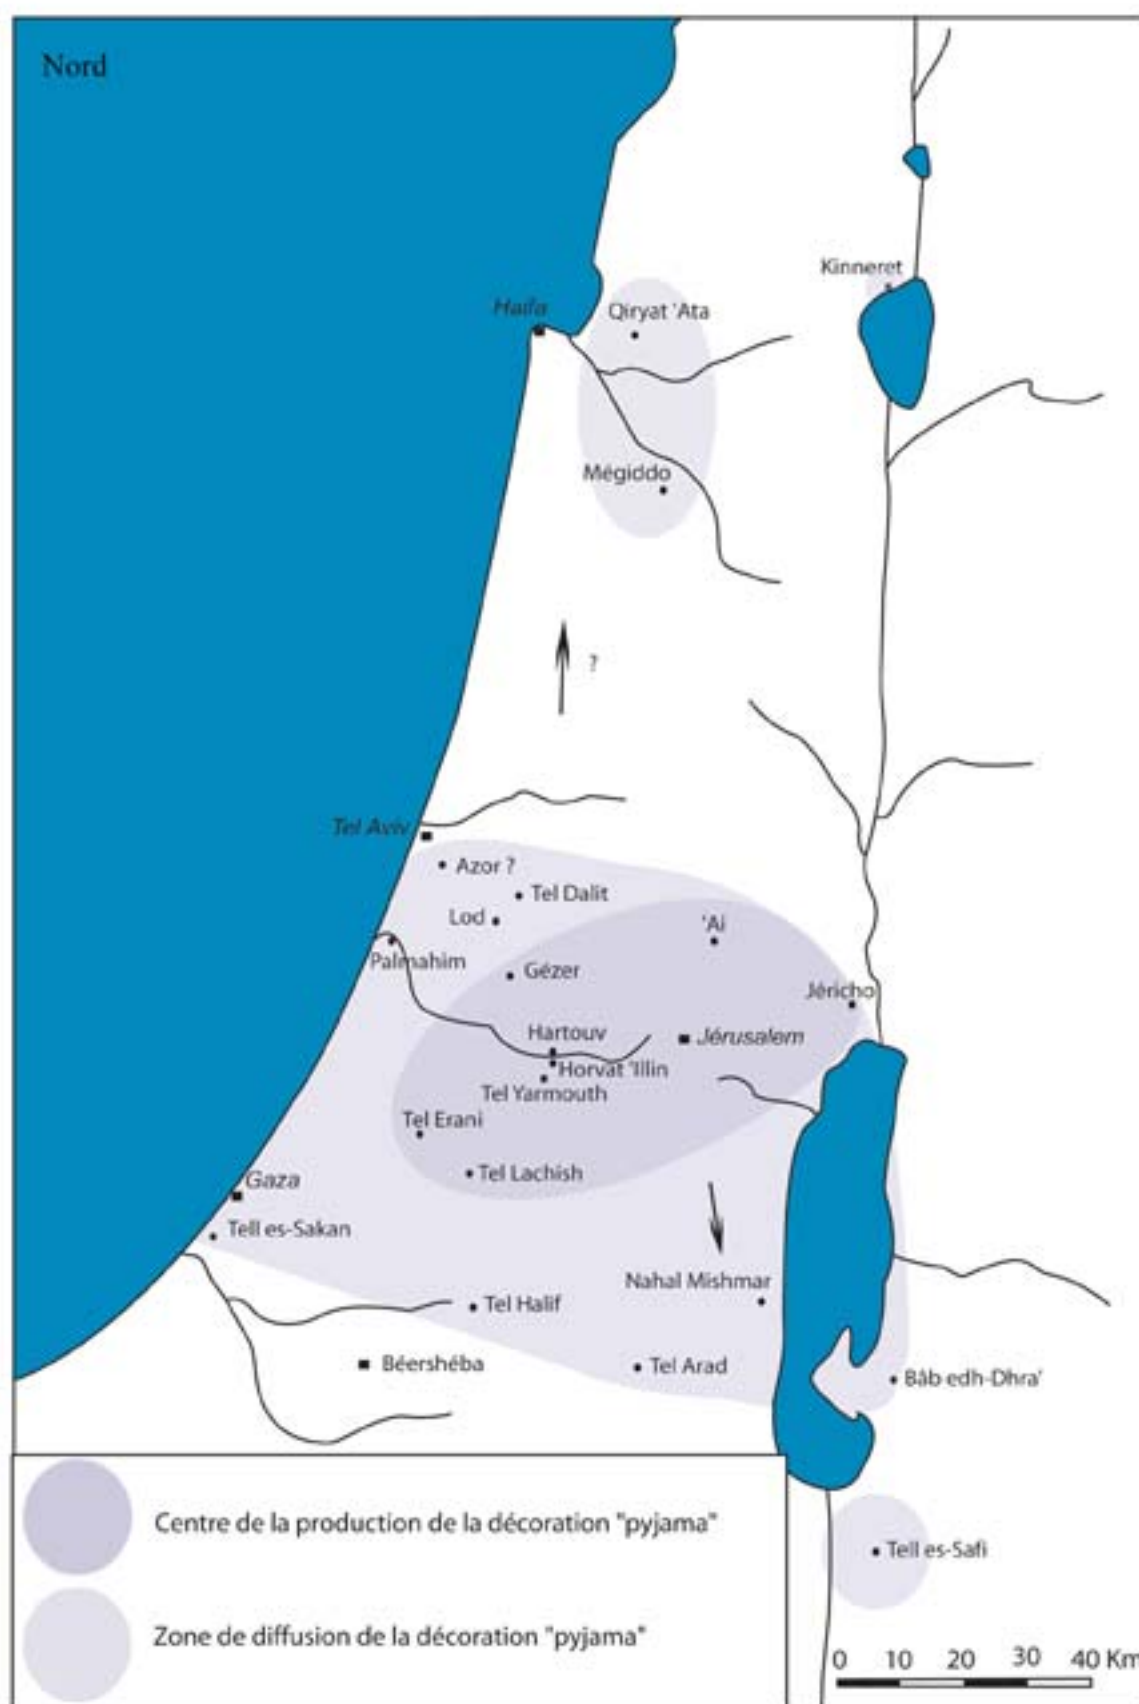 Nord
Kinneret
Haifa
Qiryat 'Ata
Mégiddo
?
Tel Aviv
Azor ?
Tel Dalit
Lod
'Ai
Palmahim
Gézer
Jéricho
Hartouv
Jérusalem
Horvat 'Illin
Tel Yarmouth
Tel Erani
Tel Lachish
Gaza
Tell es-Sakan
Nahal Mishmar
Tel Halif
Béershéba
Tel Arad
Bâb edh-Dhra'
Centre de la production de la décoration "pyjama"
Tell es-Safi
Zone de diffusion de la décoration "pyjama"
0 10 20 30 40 Km